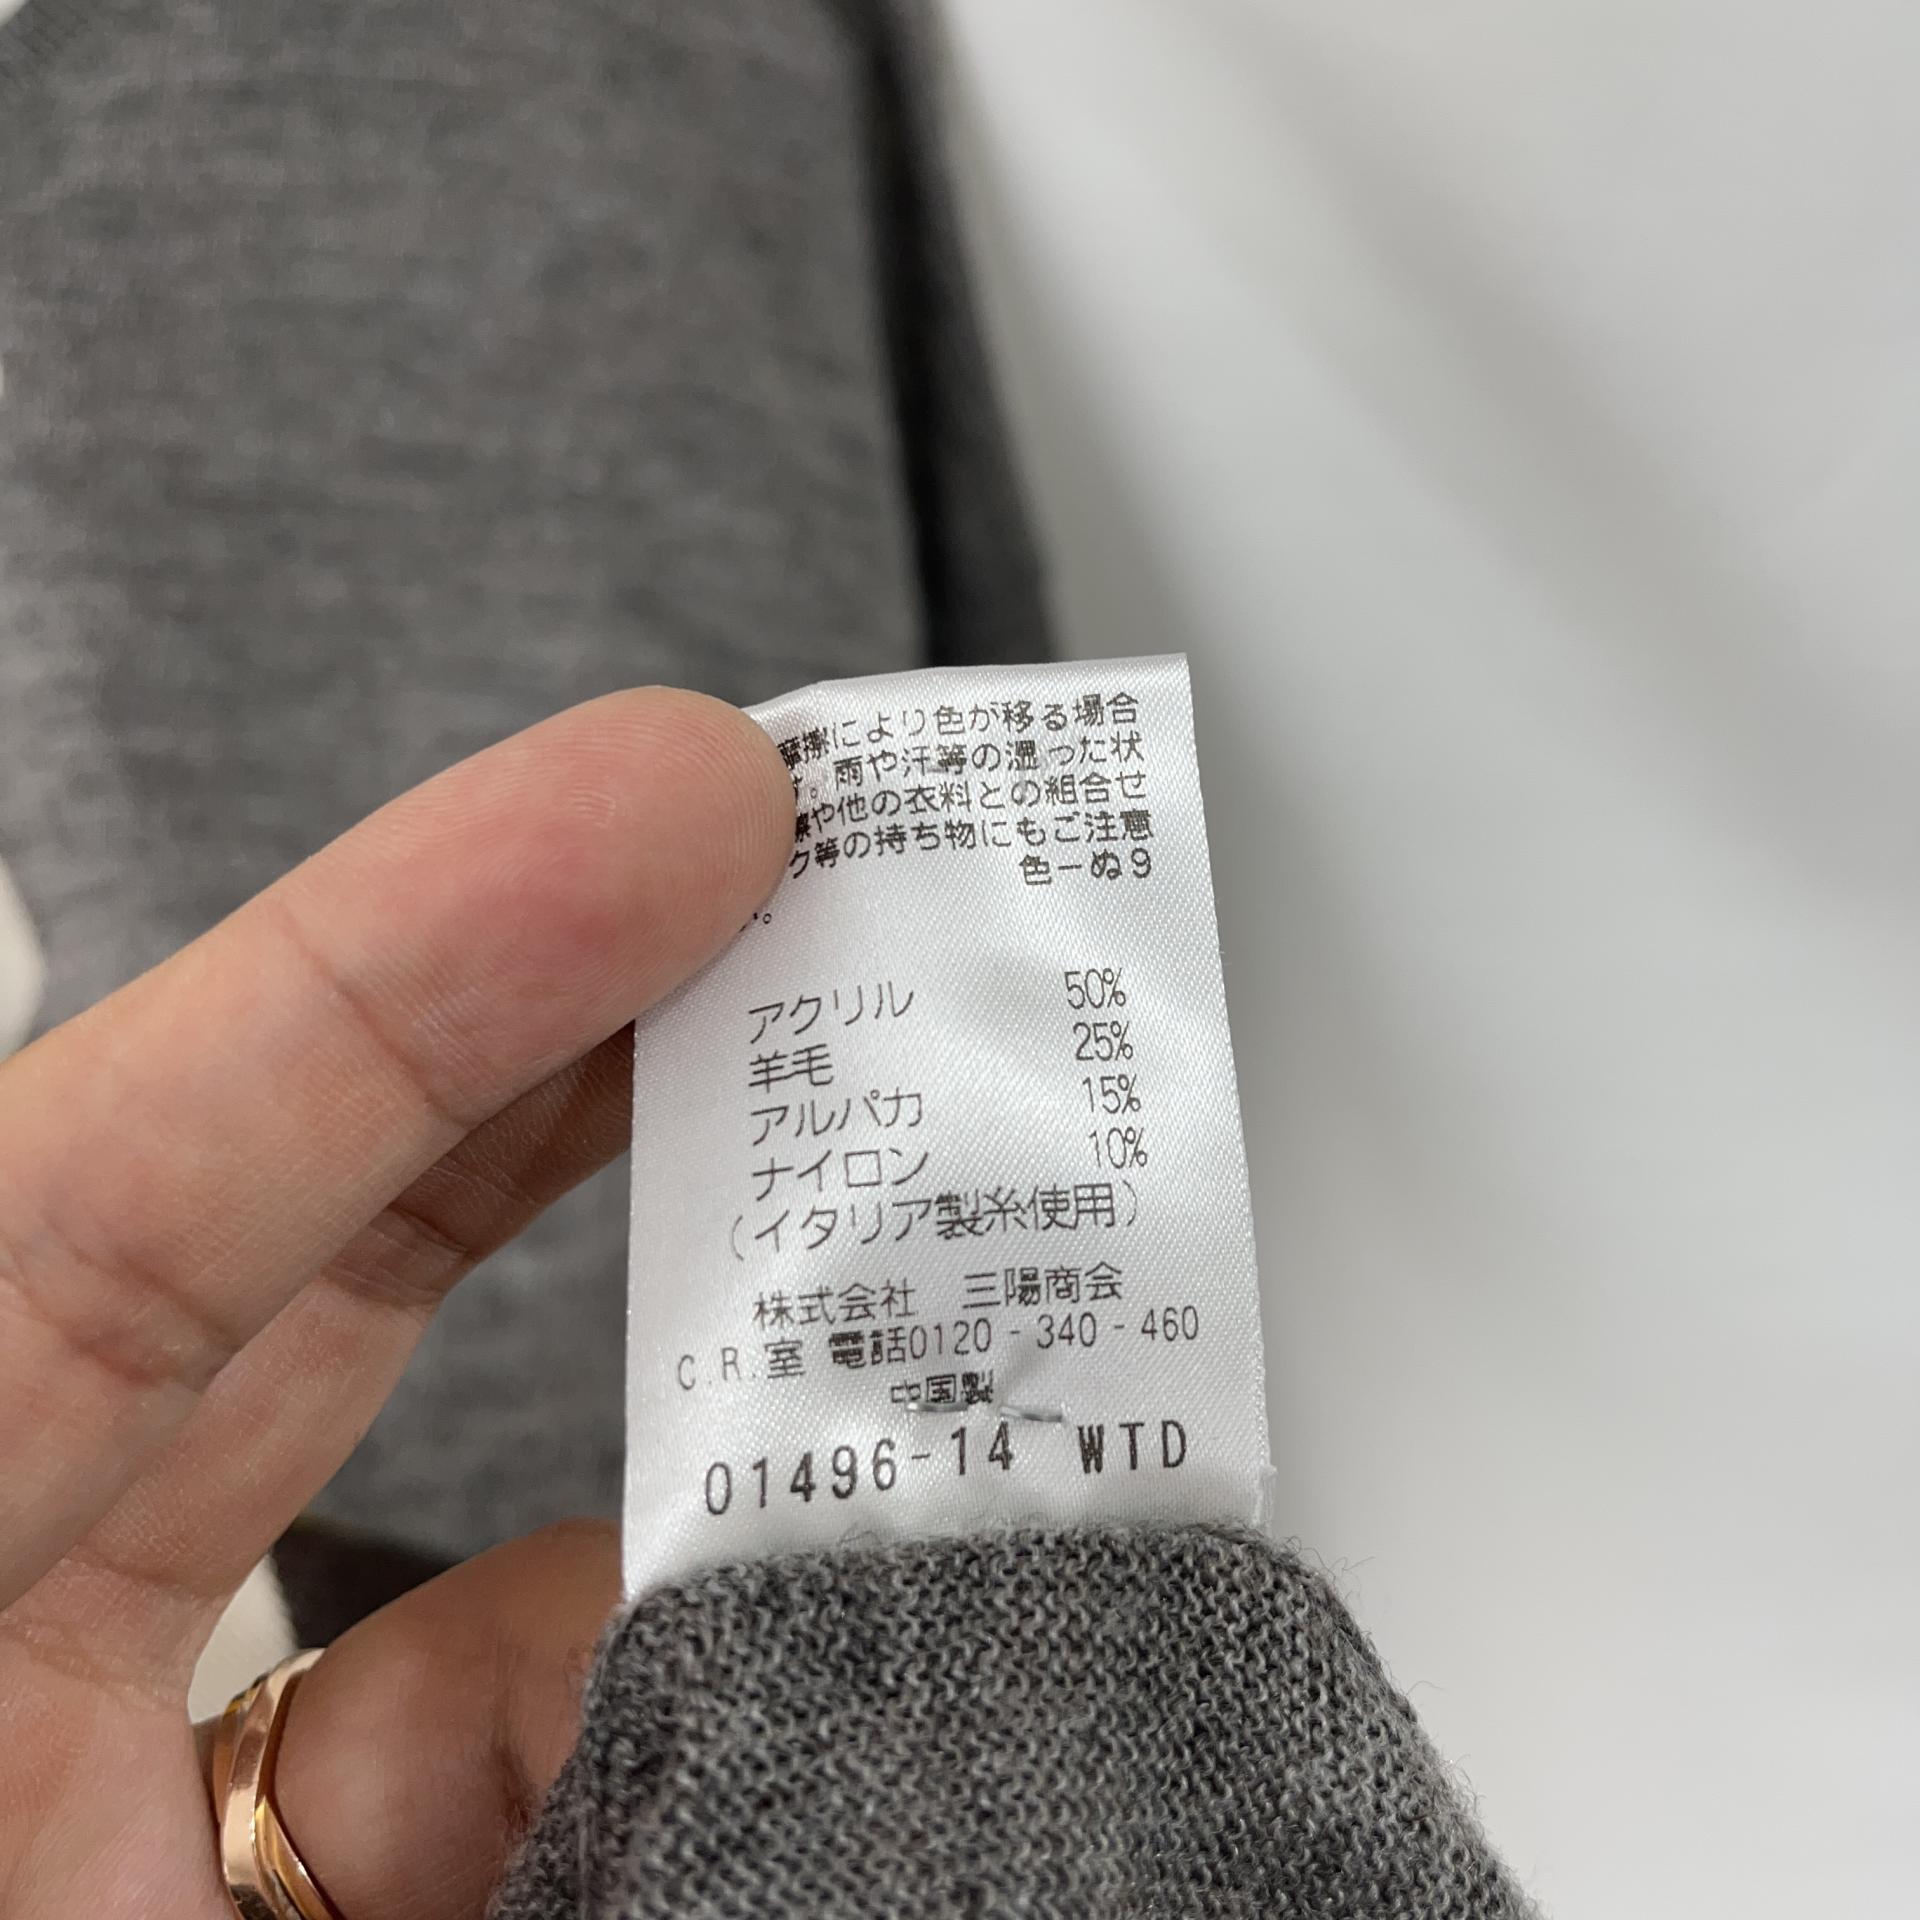 摩擦により色が移る場合
す。雨や汗等の湿った状
擦や他の衣料との組合せ
ク等の持ち物にもご注意
色ーぬ9
い。
アクリル 50%
羊毛 25%
アルパカ 15%
ナイロン 10%
(イタリア製糸使用)
株式会社 三陽商会
C.R.室 電話0120-340-460
中国製
01496-14 WTD